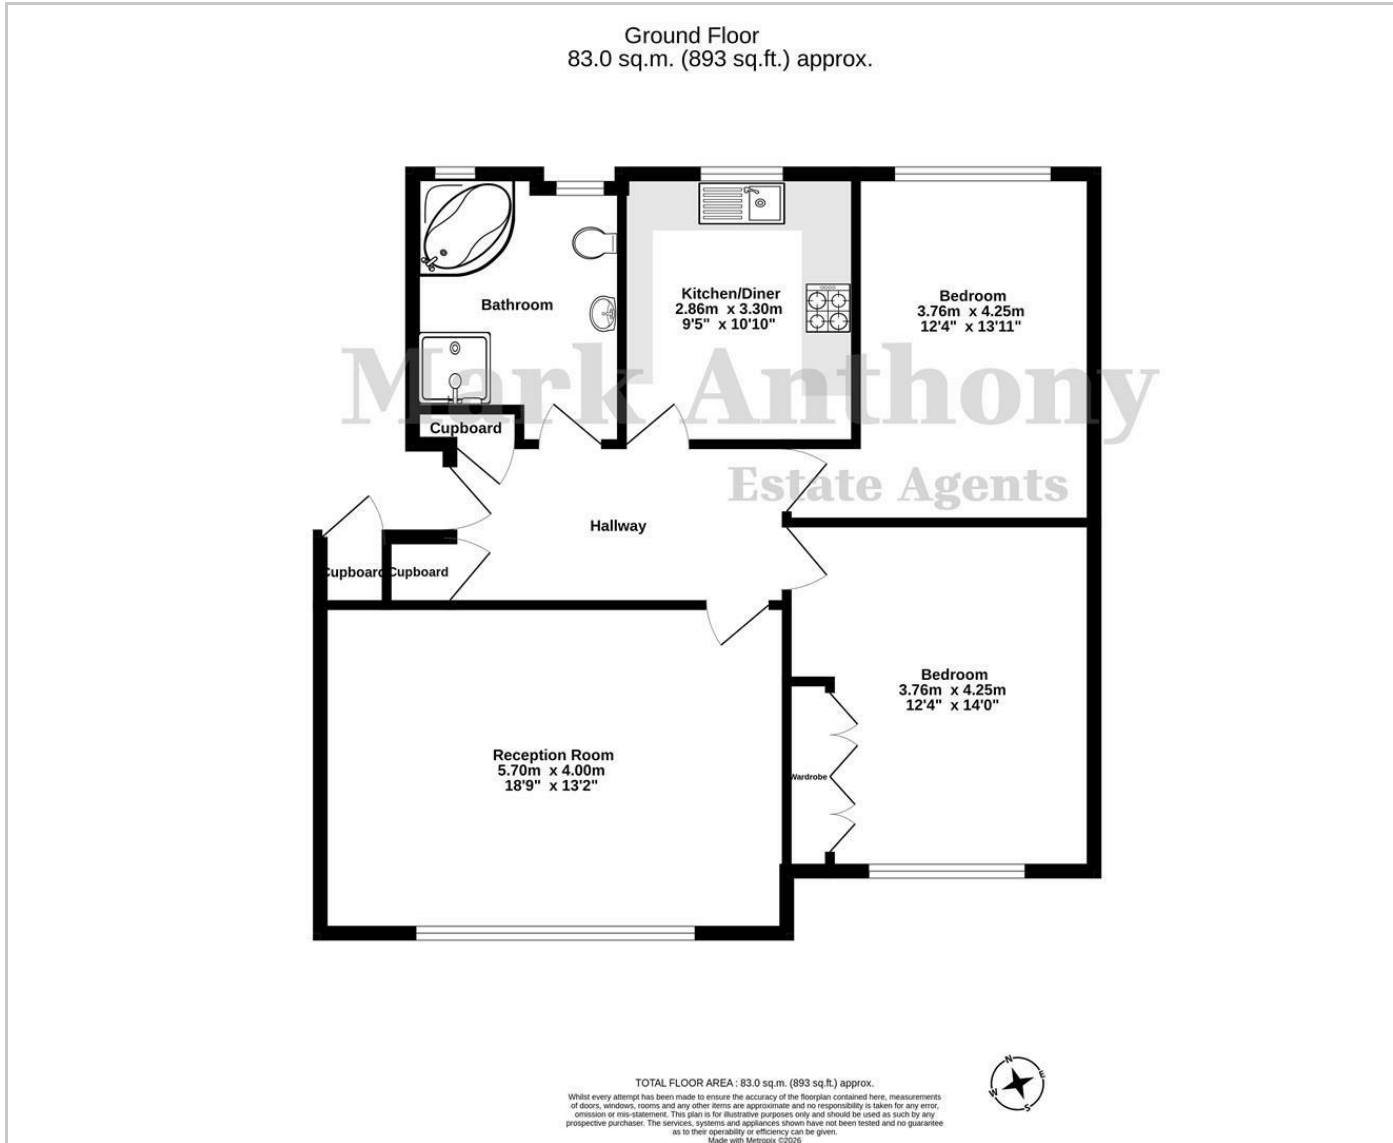 Ground Floor
83.0 sq.m. (893 sq.ft.) approx.
Bathroom
Kitchen/Diner
2.86m x 3.30m
9'5" x 10'10"
Bedroom
3.76m x 4.25m
12'4" x 13'11"
Mark Anthony
Estate Agents
Cupboard
Hallway
Cupboard
Cupboard
Bedroom
3.76m x 4.25m
12'4" x 14'0"
Reception Room
5.70m x 4.00m
18'9" x 13'2"
Wardrobe
TOTAL FLOOR AREA : 83.0 sq.m. (893 sq.ft.) approx.
Whilst every attempt has been made to ensure the accuracy of the floorplan contained here, measurements
of doors, windows, rooms and any other items are approximate and no responsibility is taken for any error,
omission or mis-statement. This plan is for illustrative purposes only and should be used as such by any
prospective purchaser. The services, systems and appliances shown have not been tested and no guarantee
as to their operability or efficiency can be given.
Made with Metropix ©2026
N
E
W
S